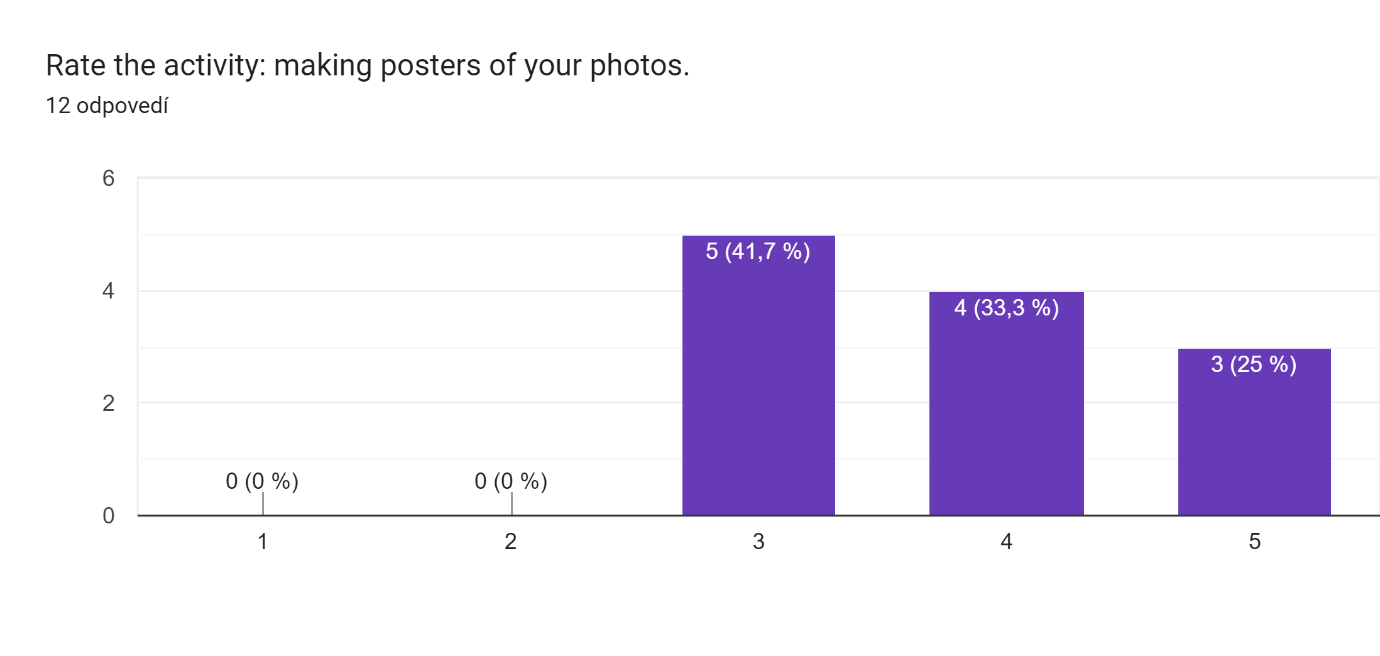 Rate the activity: making posters of your photos.
12 odpovedí
6
4
2
0
5 (41,7 %)
4 (33,3 %)
3 (25 %)
0 (0 %)
0 (0 %)
1
2
3
4
5